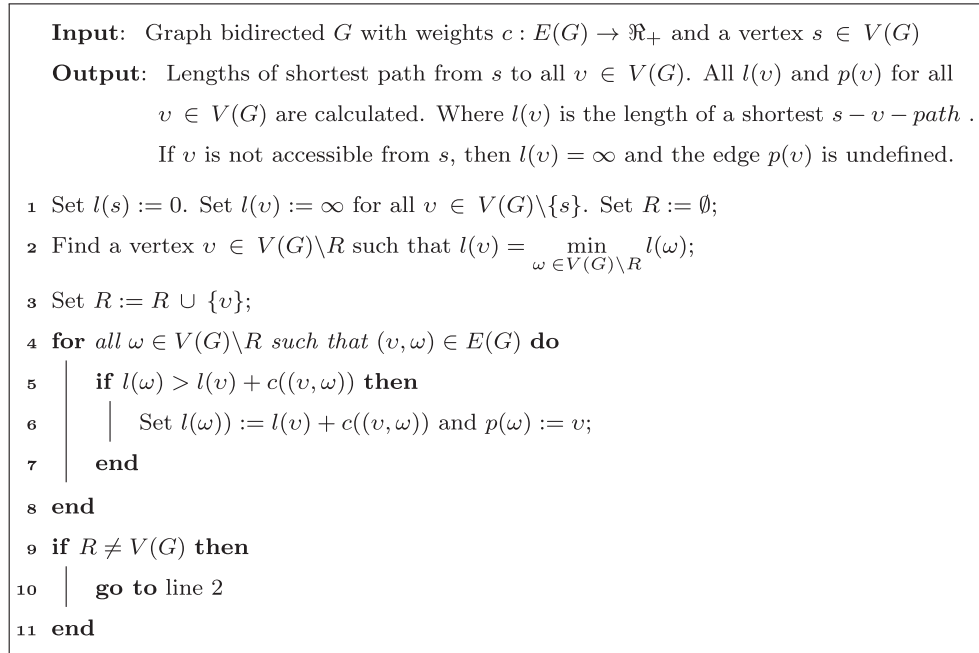 Input: Graph bidirected G with weights c : E(G) → ℜ₊ and a vertex s ∈ V(G)
Output: Lengths of shortest path from s to all υ ∈ V(G). All l(υ) and p(υ) for all
υ ∈ V(G) are calculated. Where l(υ) is the length of a shortest s − υ − path .
If υ is not accessible from s, then l(υ) = ∞ and the edge p(υ) is undefined.
1 Set l(s) := 0. Set l(υ) := ∞ for all υ ∈ V(G)\{s}. Set R := ∅;
2 Find a vertex υ ∈ V(G)\R such that l(υ) = min l(ω);
ω ∈V(G)\R
3 Set R := R ∪ {υ};
4 for all ω ∈ V(G)\R such that (υ, ω) ∈ E(G) do
5 if l(ω) > l(υ) + c((υ, ω)) then
6 Set l(ω)) := l(υ) + c((υ, ω)) and p(ω) := υ;
7 end
8 end
9 if R ≠ V(G) then
10 go to line 2
11 end